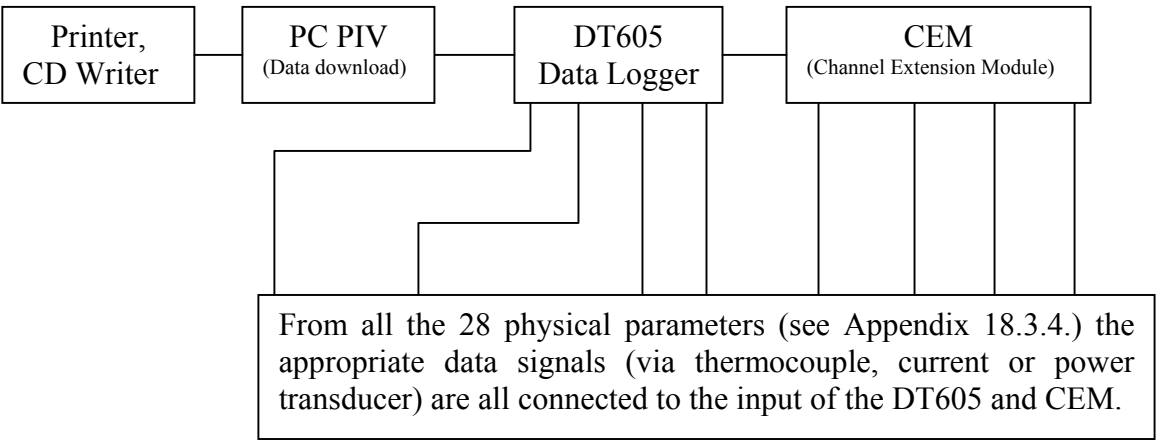 Printer,
CD Writer
PC PIV
(Data download)
DT605
Data Logger
CEM
(Channel Extension Module)
From all the 28 physical parameters (see Appendix 18.3.4.) the
appropriate data signals (via thermocouple, current or power
transducer) are all connected to the input of the DT605 and CEM.